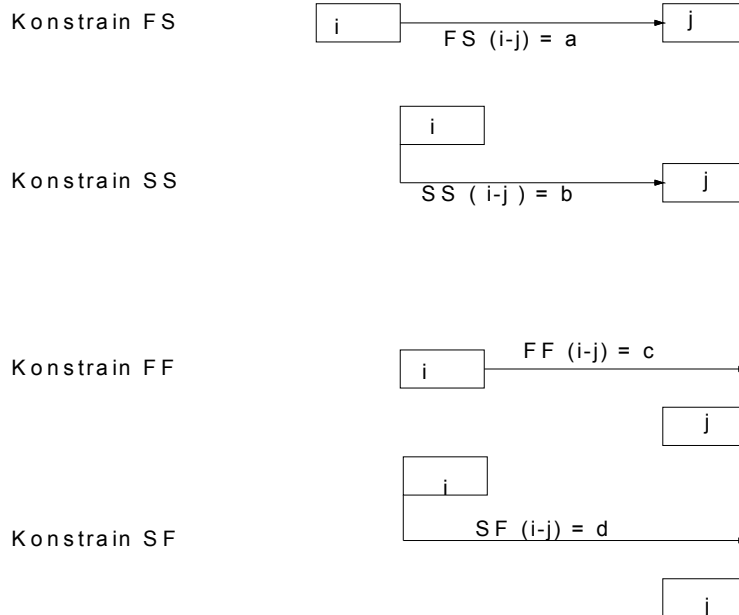 Konstrain FS
i
FS (i-j) = a
j
i
Konstrain SS
SS ( i-j ) = b
j
Konstrain FF
i
FF (i-j) = c
j
i
Konstrain SF
SF (i-j) = d
j